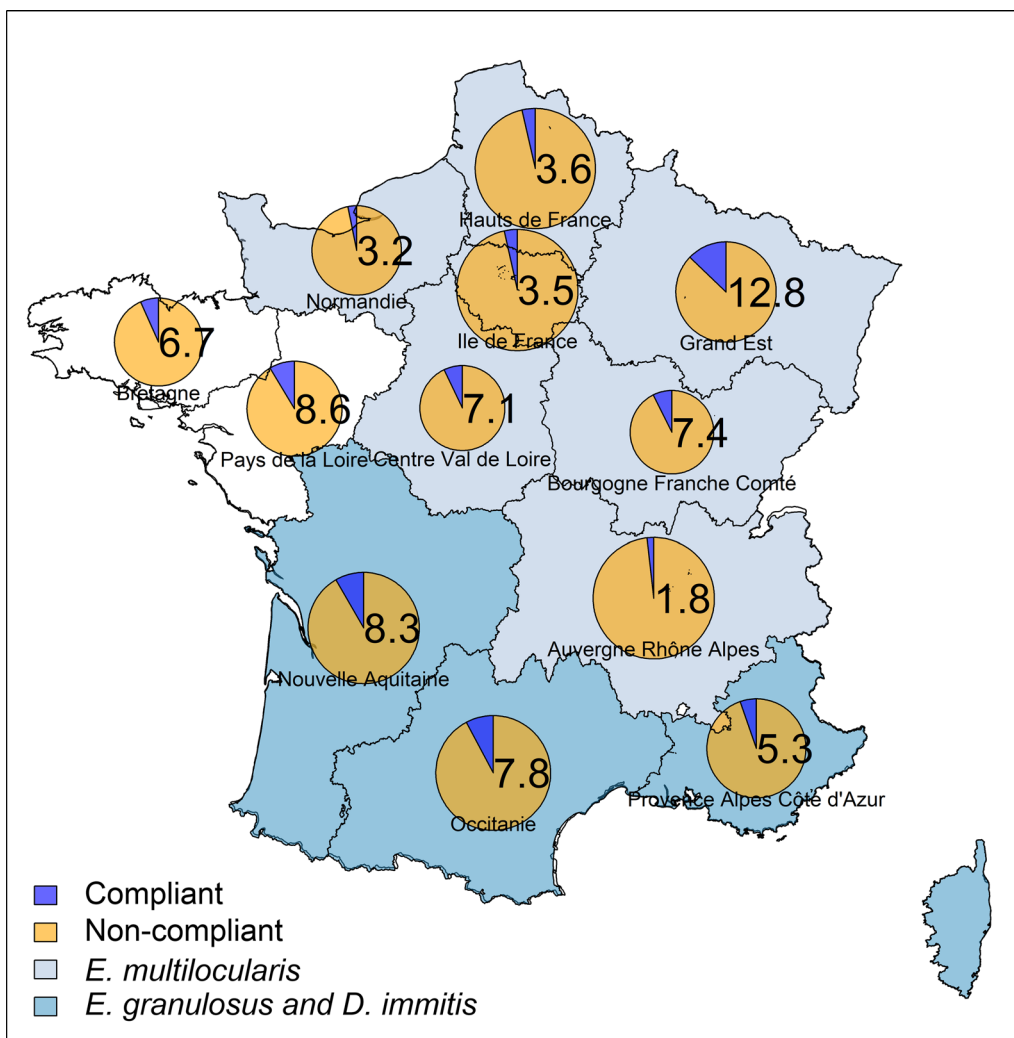 3.6
Hauts de France
3.2
Normandie
3.5
Ile de France
12.8
Grand Est
6.7
Bretagne
8.6
Pays de la Loire
7.1
Centre Val de Loire
7.4
Bourgogne Franche Comté
1.8
Auvergne Rhône Alpes
8.3
Nouvelle Aquitaine
7.8
Occitanie
5.3
Provence Alpes Côte d'Azur
Compliant
Non-compliant
E. multilocularis
E. granulosus and D. immitis